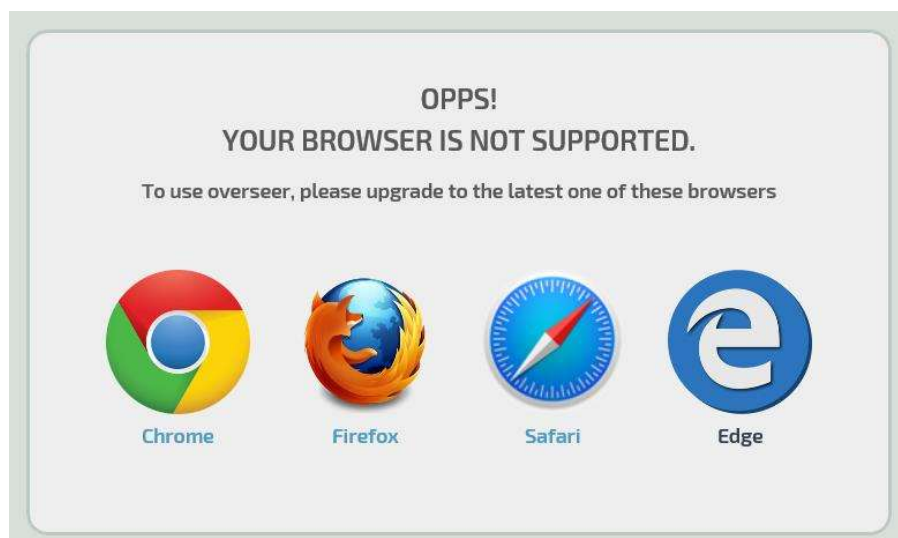 OPPS!
YOUR BROWSER IS NOT SUPPORTED.
To use overseer, please upgrade to the latest one of these browsers
Chrome Firefox Safari Edge